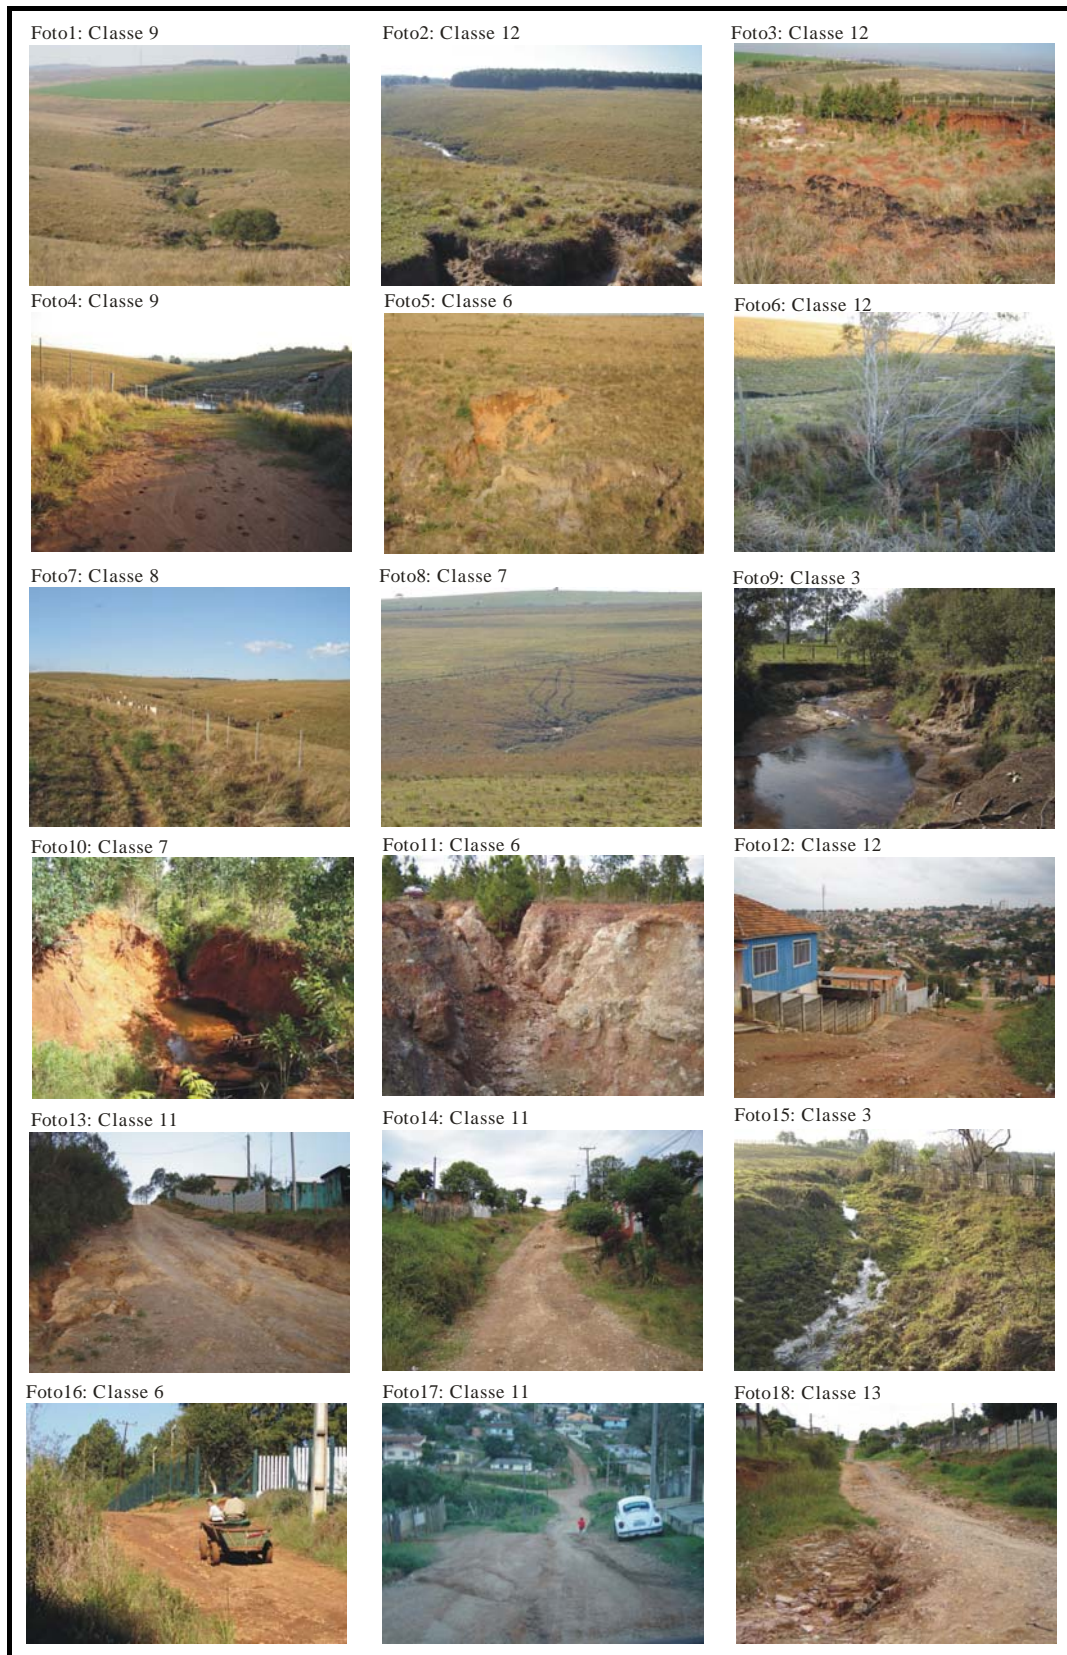 Foto1: Classe 9
Foto2: Classe 12
Foto3: Classe 12
Foto4: Classe 9
Foto5: Classe 6
Foto6: Classe 12
Foto7: Classe 8
Foto8: Classe 7
Foto9: Classe 3
Foto10: Classe 7
Foto11: Classe 6
Foto12: Classe 12
Foto13: Classe 11
Foto14: Classe 11
Foto15: Classe 3
Foto16: Classe 6
Foto17: Classe 11
Foto18: Classe 13